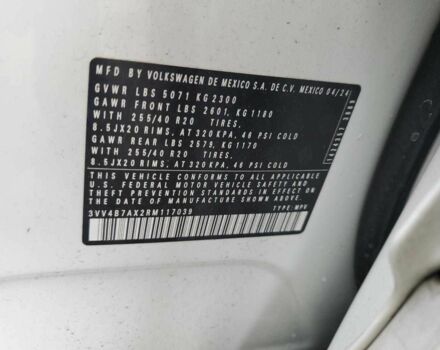 MFD BY VOLKSWAGEN DE MEXICO S.A. DE C.V. MEXICO 04/24
GVWR LBS 5071 KG 2300
GAWR FRONT LBS 2601, KG 1180
WITH 255/40 R20 TIRES,
8.5JX20 RIMS, AT 320 KPA, 46 PSI COLD
GAWR REAR LBS 2579, KG 1170
WITH 255/40 R20 TIRES,
8.5JX20 RIMS, AT 320KPA, 46 PSI COLD
THIS VEHICLE CONFORMS TO ALL APPLICABLE
U.S. FEDERAL MOTOR VEHICLE SAFETY AND
THEFT PREVENTION STANDARDS IN EFFECT ON
THE DATE OF MANUFACTURE SHOWN ABOVE.
3VV4B7AX2RM117039 TYPE: MPV